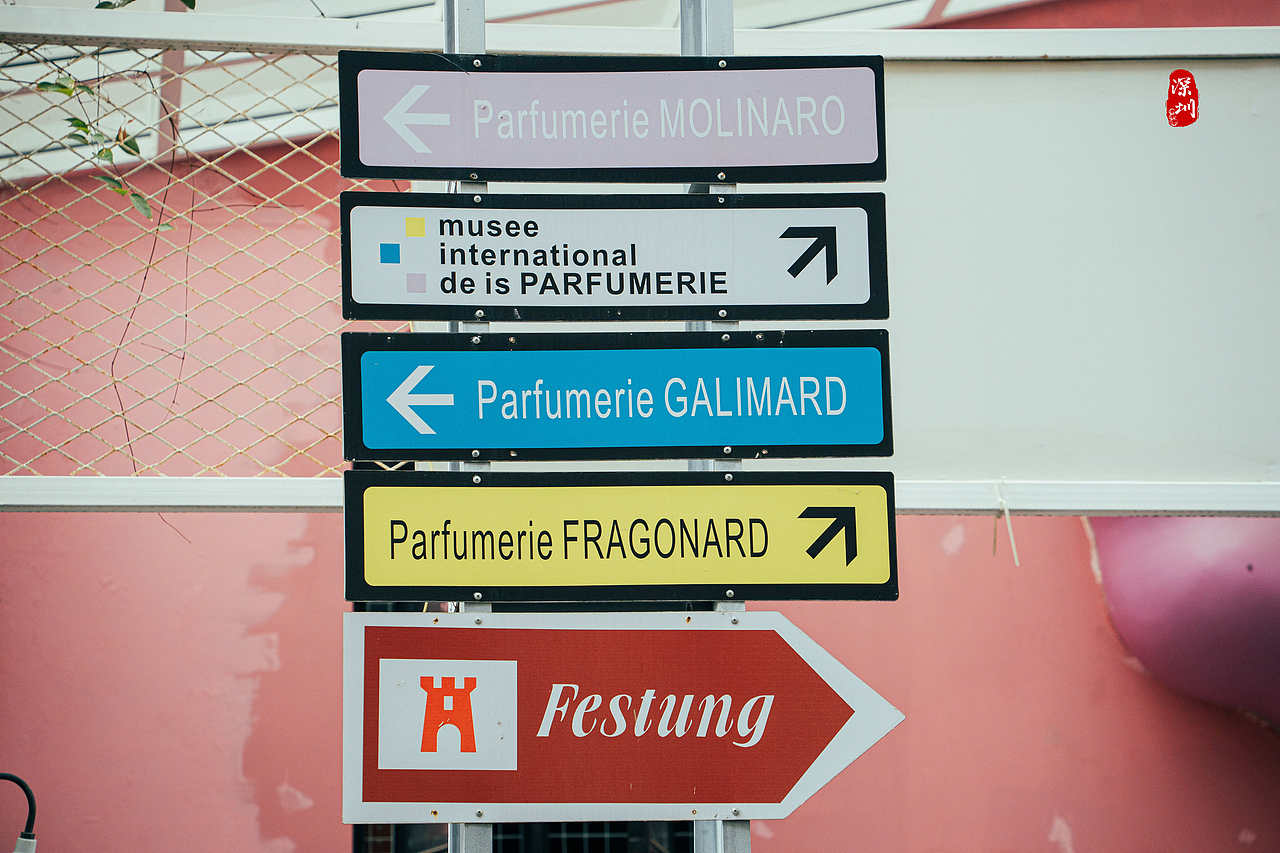 Parfumerie MOLINARO
musee
international
de is PARFUMERIE
Parfumerie GALIMARD
Parfumerie FRAGONARD
Festung
深圳